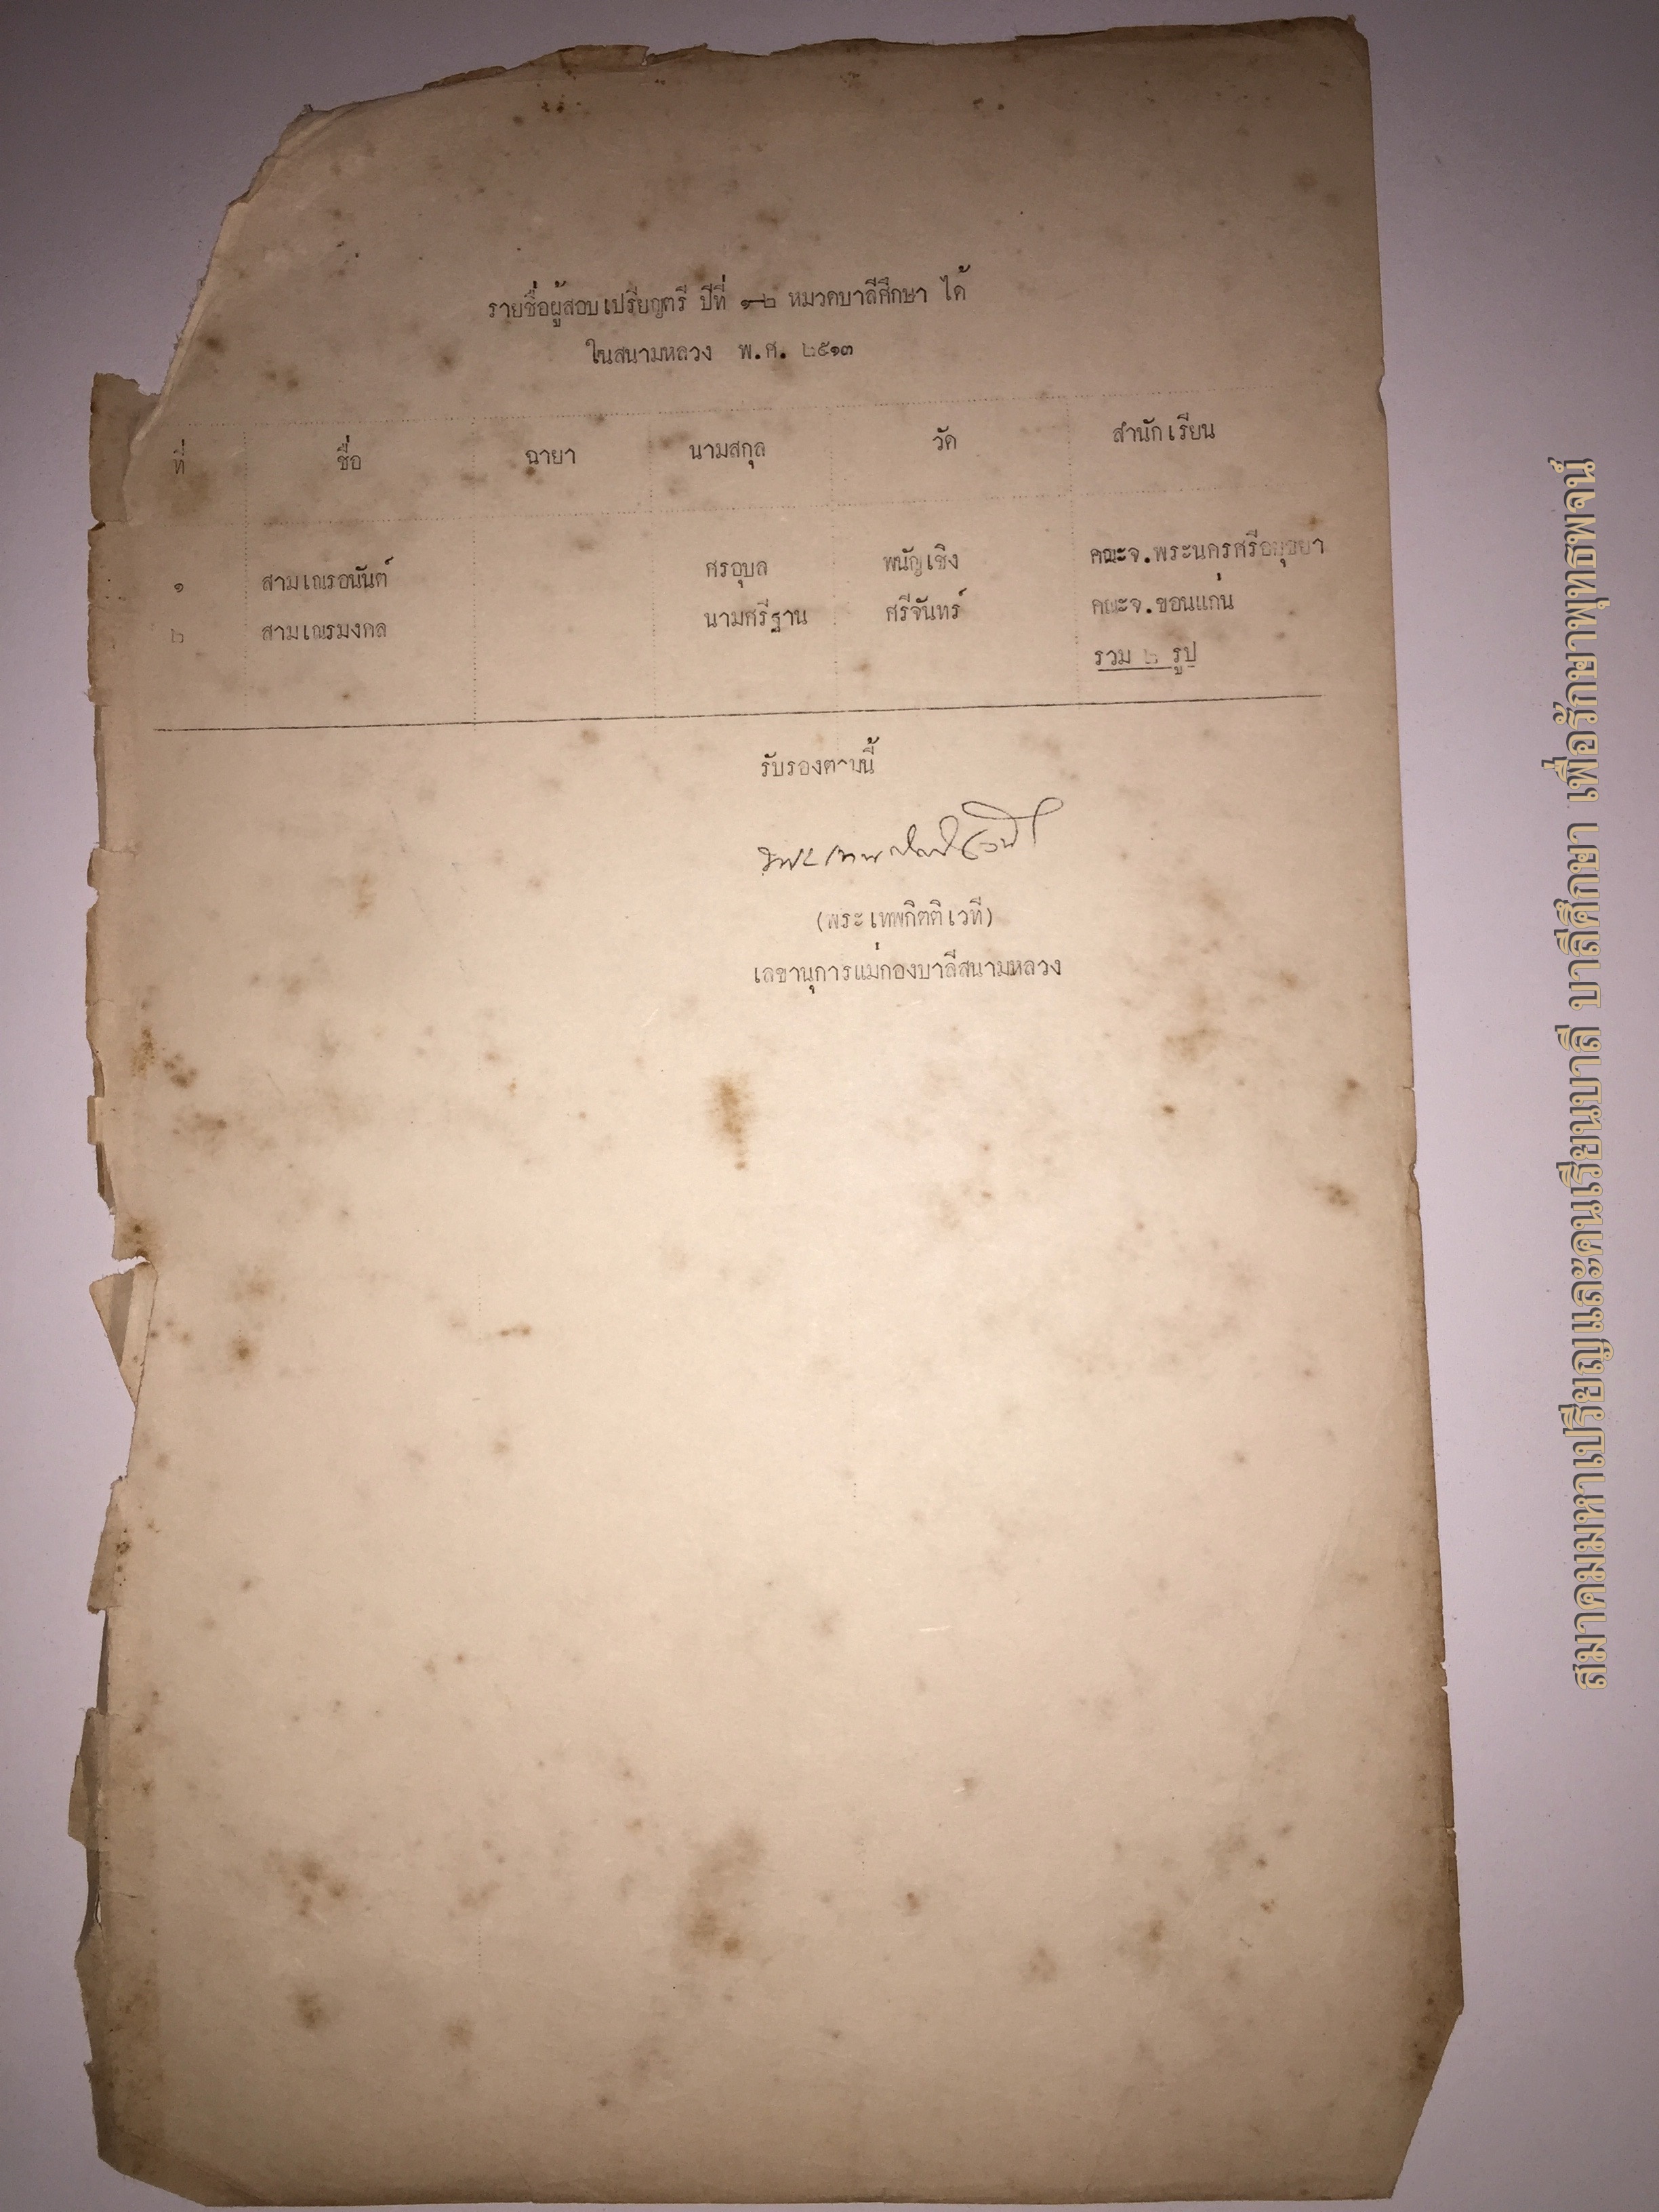 รายชื่อผู้สอบเปรียญตรี ปีที่ ๑-๒ หมวดบาลีศึกษา ได้
ในสนามหลวง พ.ศ. ๒๕๑๓
ที่ ชื่อ ฉายา นามสกุล วัด สำนักเรียน
๑ สามเณรอนันต์ ศรอุบล พนัญเชิง คณะจ.พระนครศรีอยุธยา
๒ สามเณรมงคล นามศรีฐาน ศรีจันทร์ คณะจ.ขอนแก่น
รวม ๒ รูป
รับรองตามนี้
(พระเทพกิตติเวที)
เลขานุการแม่กองบาลีสนามหลวง
สมาคมมหาเปรียญและคนเรียนบาลี บาลีศึกษา เพื่อรักษาพุทธพจน์